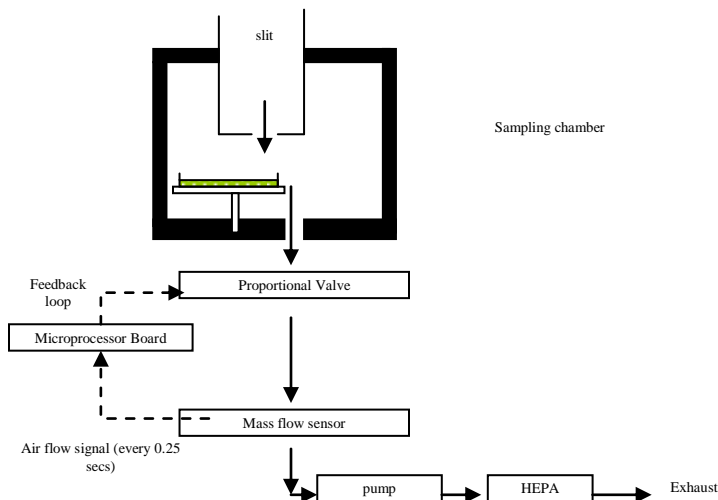 slit
Sampling chamber
Feedback
loop
Proportional Valve
Microprocessor Board
Mass flow sensor
Air flow signal (every 0.25
secs)
pump
HEPA
Exhaust